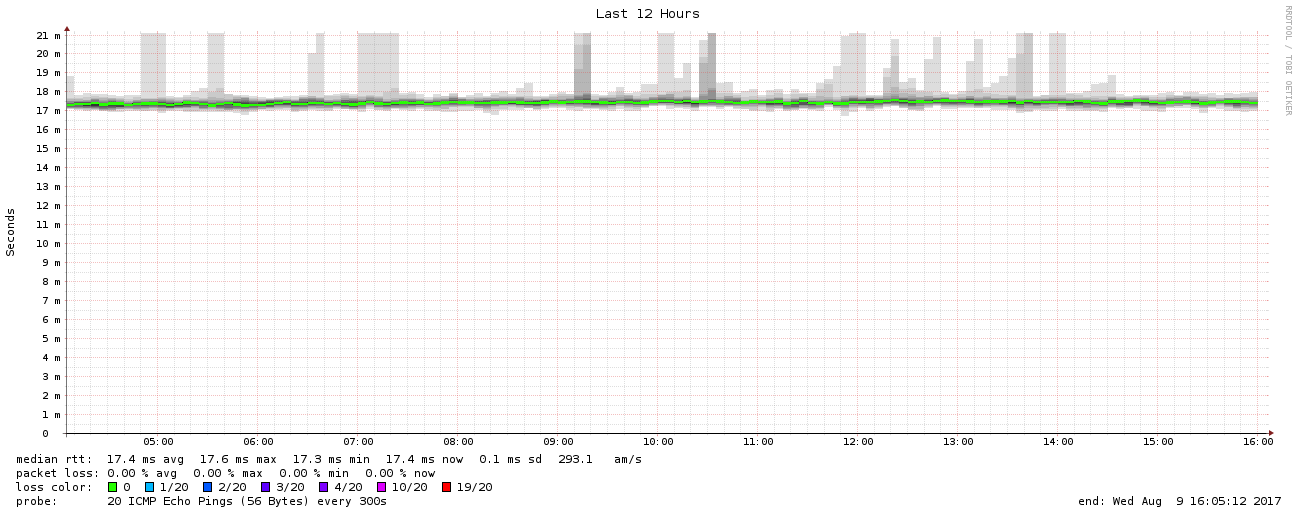 Last 12 Hours
RRDTOOL / TOBI OETIKER
Seconds
21 m
20 m
19 m
18 m
17 m
16 m
15 m
14 m
13 m
12 m
11 m
10 m
9 m
8 m
7 m
6 m
5 m
4 m
3 m
2 m
1 m
0
05:00 06:00 07:00 08:00 09:00 10:00 11:00 12:00 13:00 14:00 15:00 16:00
median rtt: 17.4 ms avg 17.6 ms max 17.3 ms min 17.4 ms now 0.1 ms sd 293.1 am/s
packet loss: 0.00 % avg 0.00 % max 0.00 % min 0.00 % now
loss color: 0 1/20 2/20 3/20 4/20 10/20 19/20
probe: 20 ICMP Echo Pings (56 Bytes) every 300s end: Wed Aug 9 16:05:12 2017